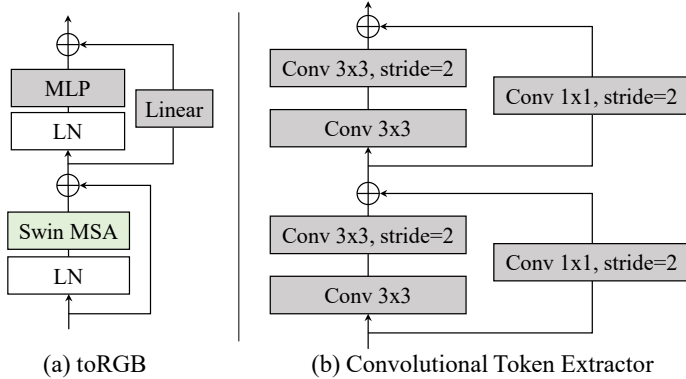 MLP
Linear
LN
Swin MSA
LN
(a) toRGB
Conv 3x3, stride=2
Conv 1x1, stride=2
Conv 3x3
Conv 3x3, stride=2
Conv 1x1, stride=2
Conv 3x3
(b) Convolutional Token Extractor